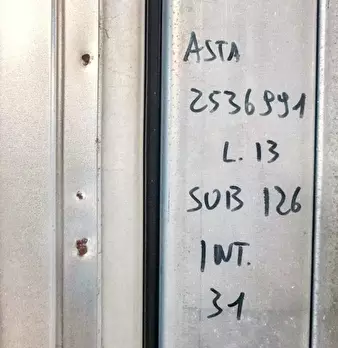 ASTA
2536991
L. 13
SUB 126
INT.
31